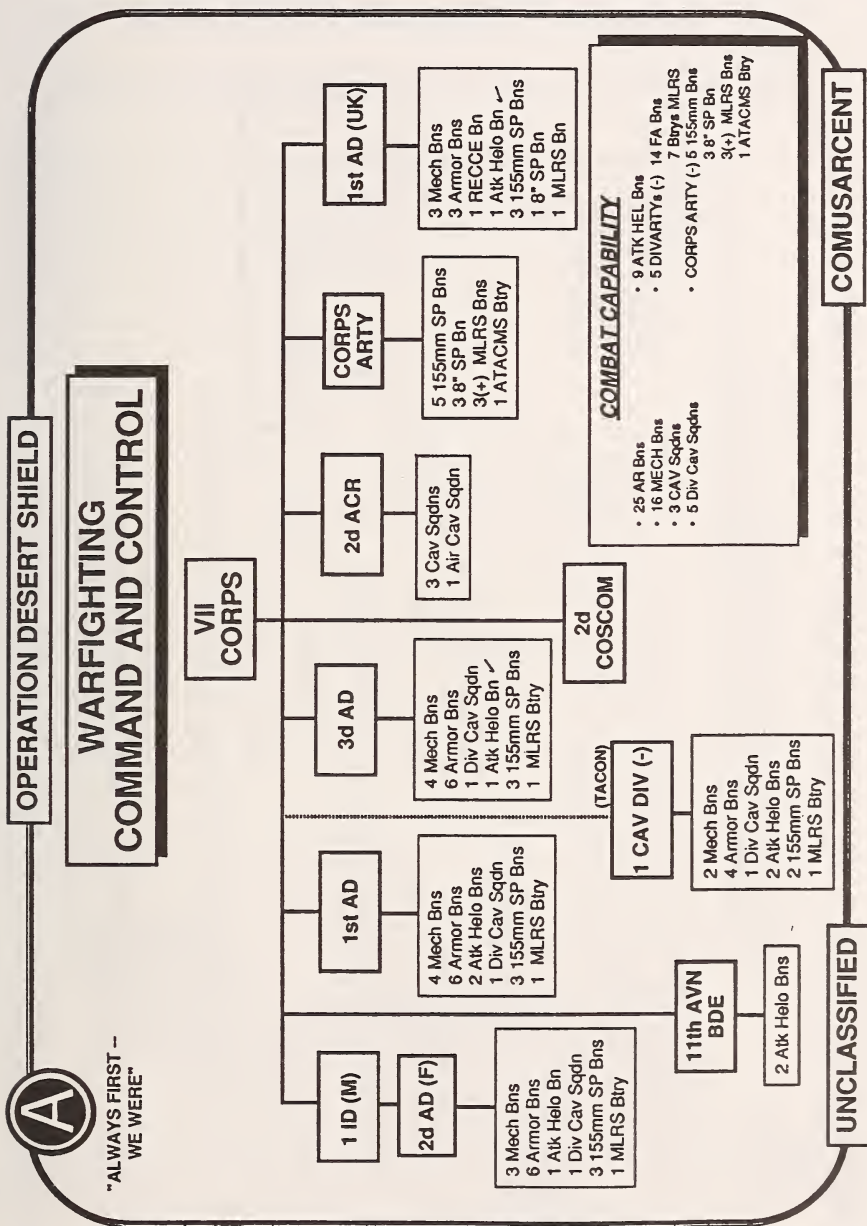 OPERATION DESERT SHIELD
A
"ALWAYS FIRST –
WE WERE"
WARFIGHTING
COMMAND AND CONTROL
VII
CORPS
1 ID (M)
2d AD (F)
3 Mech Bns
6 Armor Bns
1 Atk Helo Bn
1 Div Cav Sqdn
3 155mm SP Bns
1 MLRS Btry
1st AD
4 Mech Bns
6 Armor Bns
2 Atk Helo Bns
1 Div Cav Sqdn
3 155mm SP Bns
1 MLRS Btry
3d AD
4 Mech Bns
6 Armor Bns
1 Div Cav Sqdn
1 Atk Helo Bn ✓
3 155mm SP Bns
1 MLRS Btry
2d ACR
3 Cav Sqdns
1 Air Cav Sqdn
CORPS
ARTY
5 155mm SP Bns
3 8" SP Bn
3(+) MLRS Bns
1 ATACMS Btry
1st AD (UK)
3 Mech Bns
3 Armor Bns
1 RECCE Bn
1 Atk Helo Bn ✓
3 155mm SP Bns
1 8" SP Bn
1 MLRS Bn
11th AVN
BDE
2 Atk Helo Bns
(TACON)
1 CAV DIV (-)
2 Mech Bns
4 Armor Bns
1 Div Cav Sqdn
2 Atk Helo Bns
2 155mm SP Bns
1 MLRS Btry
2d
COSCOM
COMBAT CAPABILITY
• 25 AR Bns
• 16 MECH Bns
• 3 CAV Sqdns
• 5 Div Cav Sqdns
• 9 ATK HEL Bns
• 5 DIVARTYs (-) 14 FA Bns
7 Btrys MLRS
• CORPS ARTY (-) 5 155mm Bns
3 8" SP Bn
3(+) MLRS Bns
1 ATACMS Btry
UNCLASSIFIED
COMUSARCENT